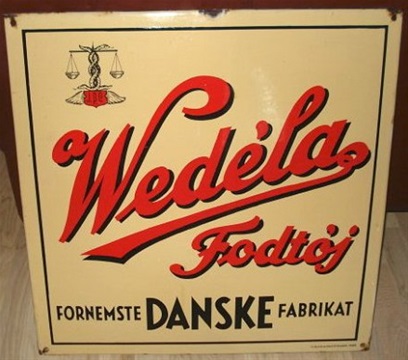 Wedéla
Fodtöj
FORNEMSTE DANSKE FABRIKAT